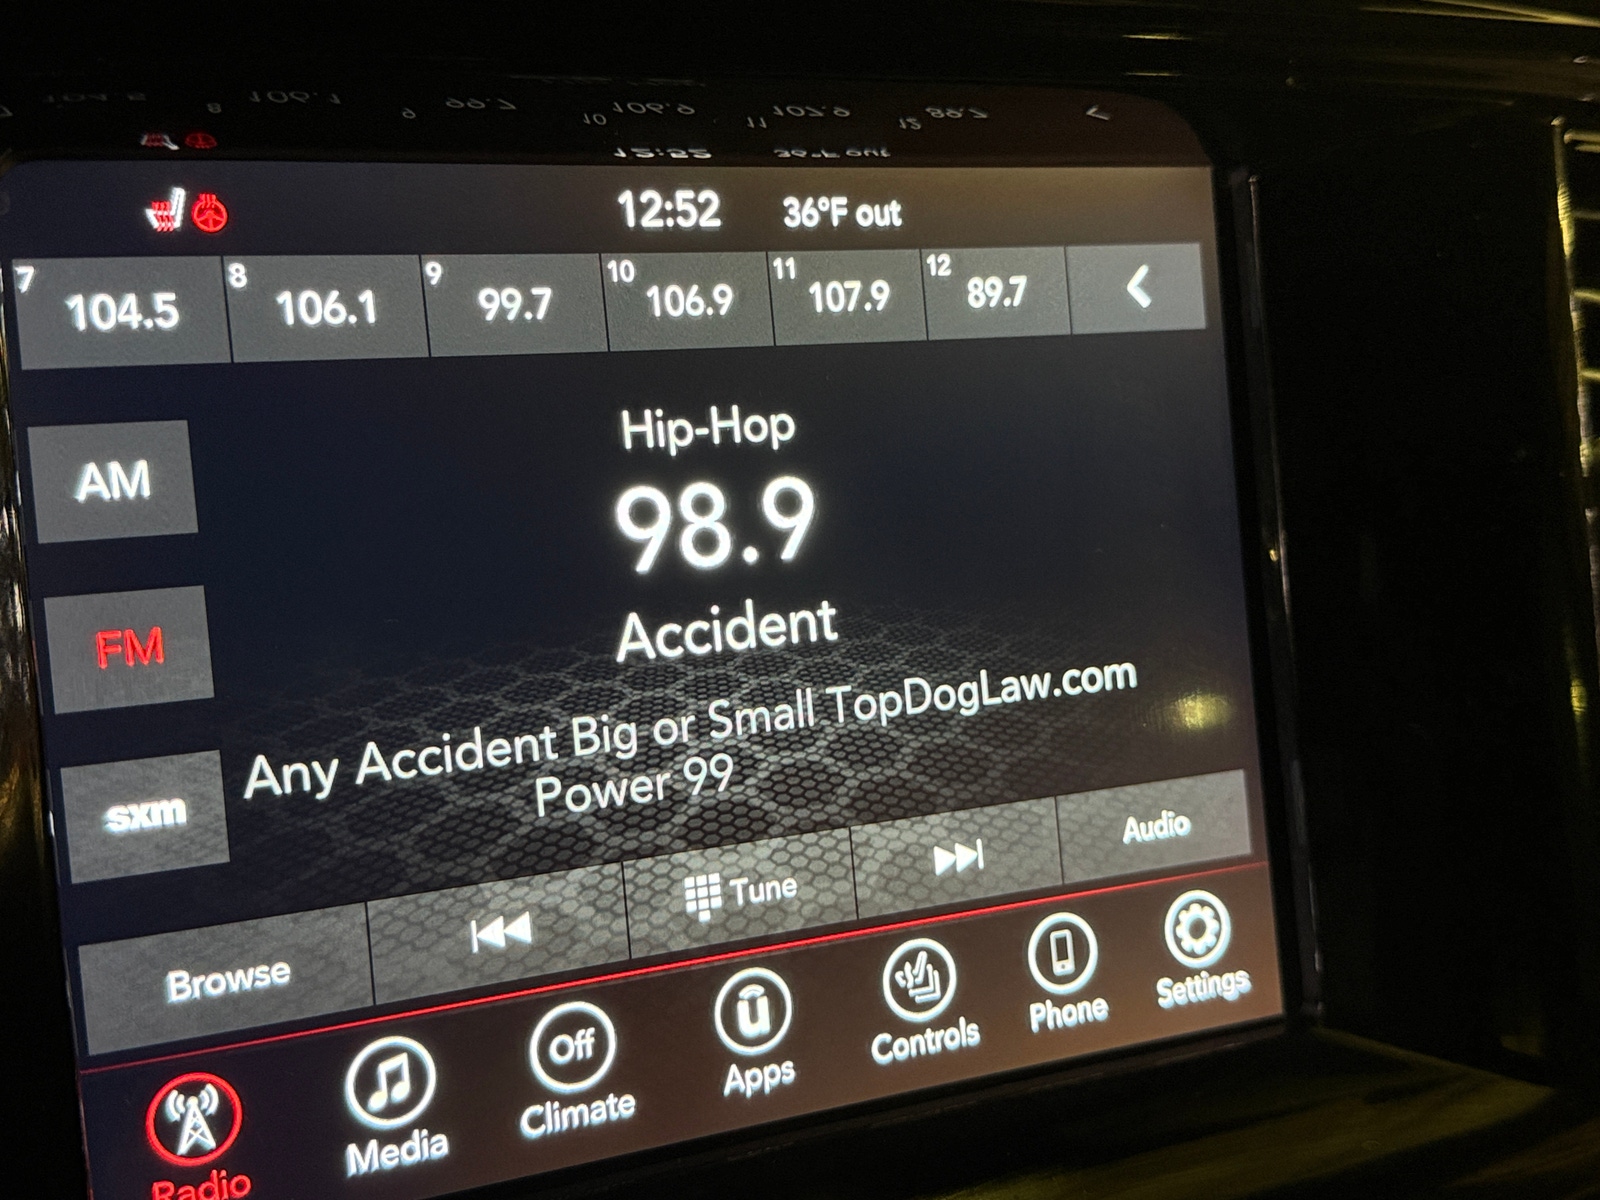 12:52 36°F out
7 104.5 8 106.1 9 99.7 10 106.9 11 107.9 12 89.7
Hip-Hop
AM
98.9
FM
Accident
Any Accident Big or Small TopDogLaw.com
Power 99
sxm
Browse Tune Audio
Radio Media Off Climate Apps Controls Phone Settings